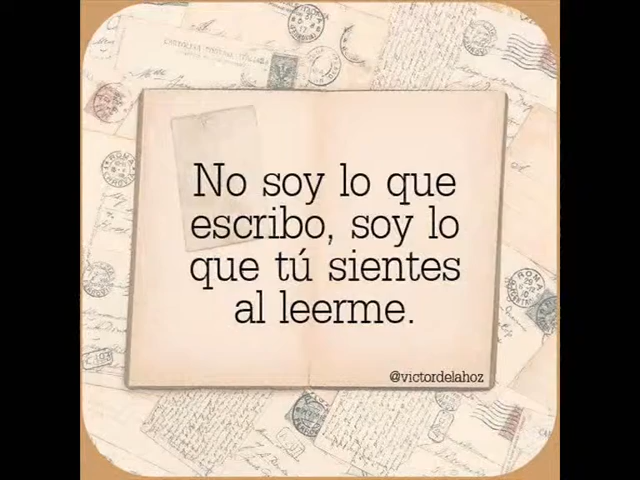 No soy lo que
escribo, soy lo
que tú sientes
al leerme.
@victordelahoz